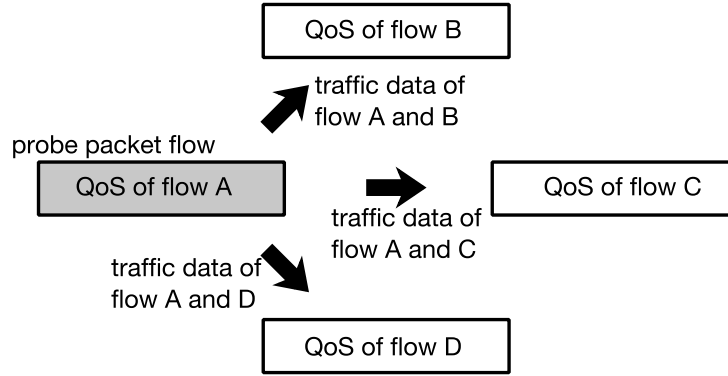 QoS of flow B
traffic data of
flow A and B
probe packet flow
QoS of flow A
QoS of flow C
traffic data of
flow A and C
traffic data of
flow A and D
QoS of flow D